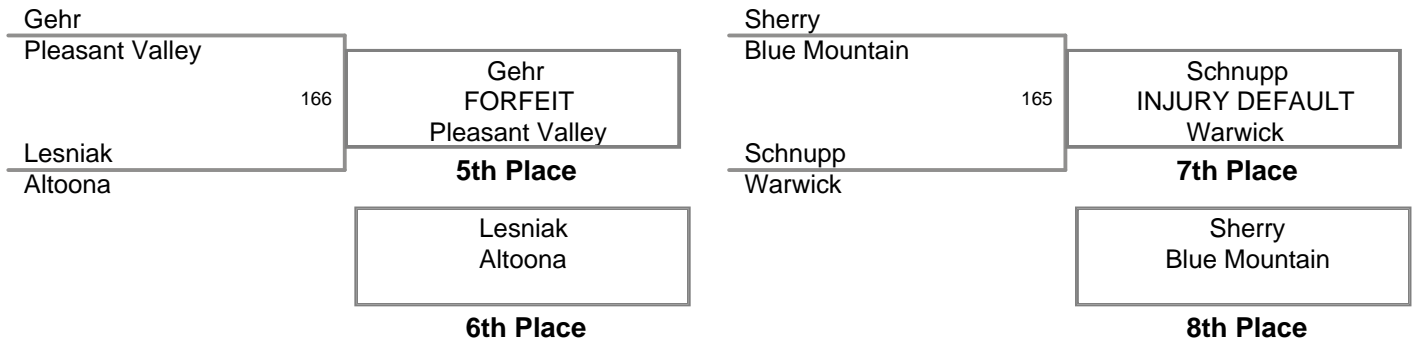 Gehr
Pleasant Valley
166
Lesniak
Altoona
Gehr
FORFEIT
Pleasant Valley
5th Place
Lesniak
Altoona
6th Place
Sherry
Blue Mountain
165
Schnupp
Warwick
Schnupp
INJURY DEFAULT
Warwick
7th Place
Sherry
Blue Mountain
8th Place